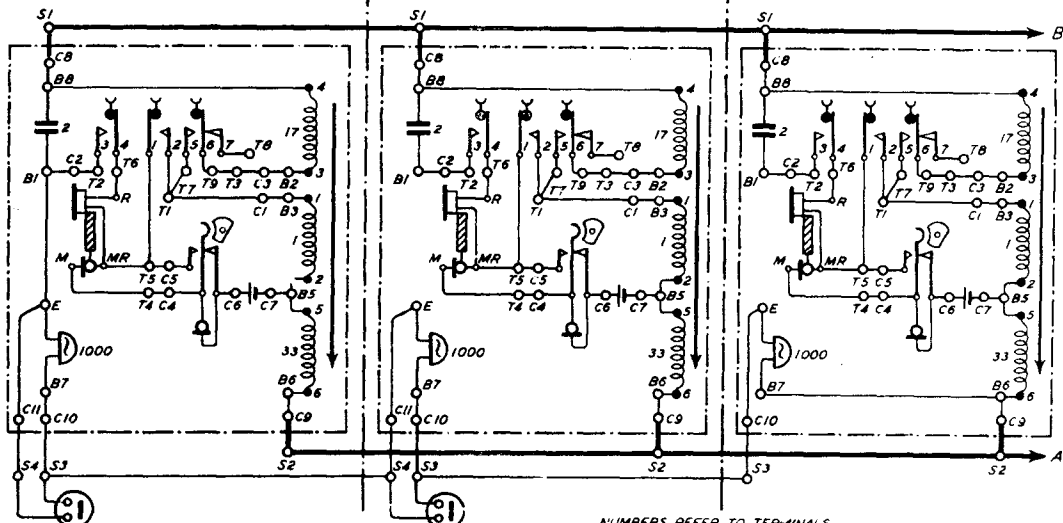 S1 S1 S1 B
C8 C8 C8
B8 4 B8 4 B8 4
2 17 2 17 2 17
3 4 1 2 5 6 7 T8 3 4 1 2 5 6 7 T8 3 4 1 2 5 6 7 T8
C2 T6 C2 T6 C2 T6
B1 T2 T7 T9 T3 C3 B2 3 B1 T2 T7 T9 T3 C3 B2 3 B1 T2 T7 T9 T3 C3 B2 3
R T1 C1 B3 1 R T1 C1 B3 1 R T1 C1 B3 1
1 1 1
M MR M MR M MR
T5 C5 2 T5 C5 2 T5 C5 2
T4 C4 C6 C7 B5 T4 C4 C6 C7 B5 T4 C4 C6 C7 B5
E 5 E 5 E 5
1000 33 1000 33 1000 33
B7 B6 6 B7 B6 6 B7 B6 6
C11 C10 C9 C11 C10 C9 C10 C9
S2 S2 S2 A
S4 S3 S4 S3 S3
NUMBERS REFER TO TERMINALS